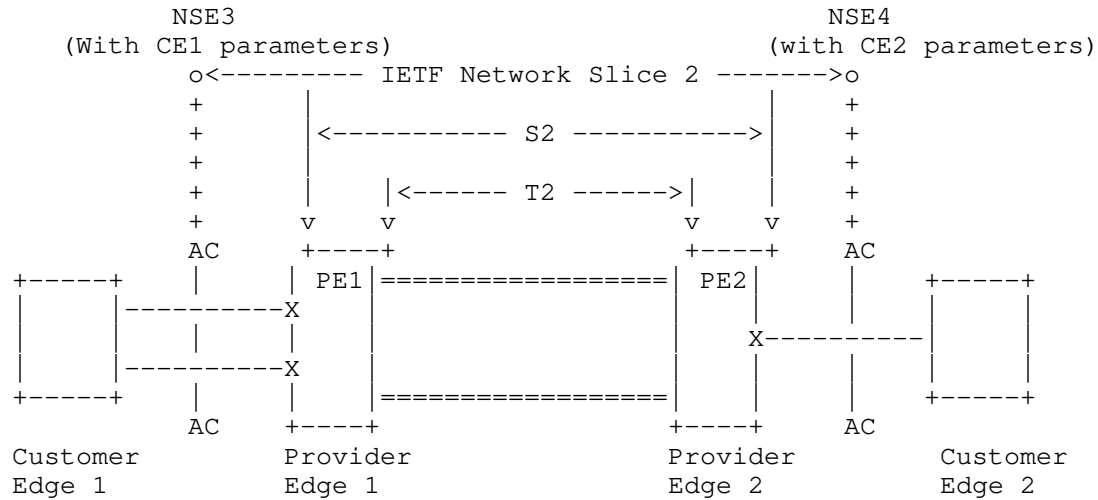 NSE3                                    NSE4
       (With CE1 parameters)                   (with CE2 parameters)
           o<--------- IETF Network Slice 2 ------->o
           +      |                            |    +
           +      |<----------- S2 ----------->|    +
           +      |                            |    +
           +      |    |<------ T2 ------>|    |    +
           +      v    v                  v    v    +
           AC     +----+                  +----+    AC
+-----+    |     | PE1|==================| PE2|     |    +-----+
|     |----------X    |                  |    |     |    |     |
|     |    |     |    |                  |    X----------|     |
|     |----------X    |                  |    |     |    |     |
+-----+    |     |    |==================|    |     |    +-----+
           AC    +----+                  +----+     AC
Customer         Provider                Provider        Customer
Edge 1           Edge 1                  Edge 2          Edge 2